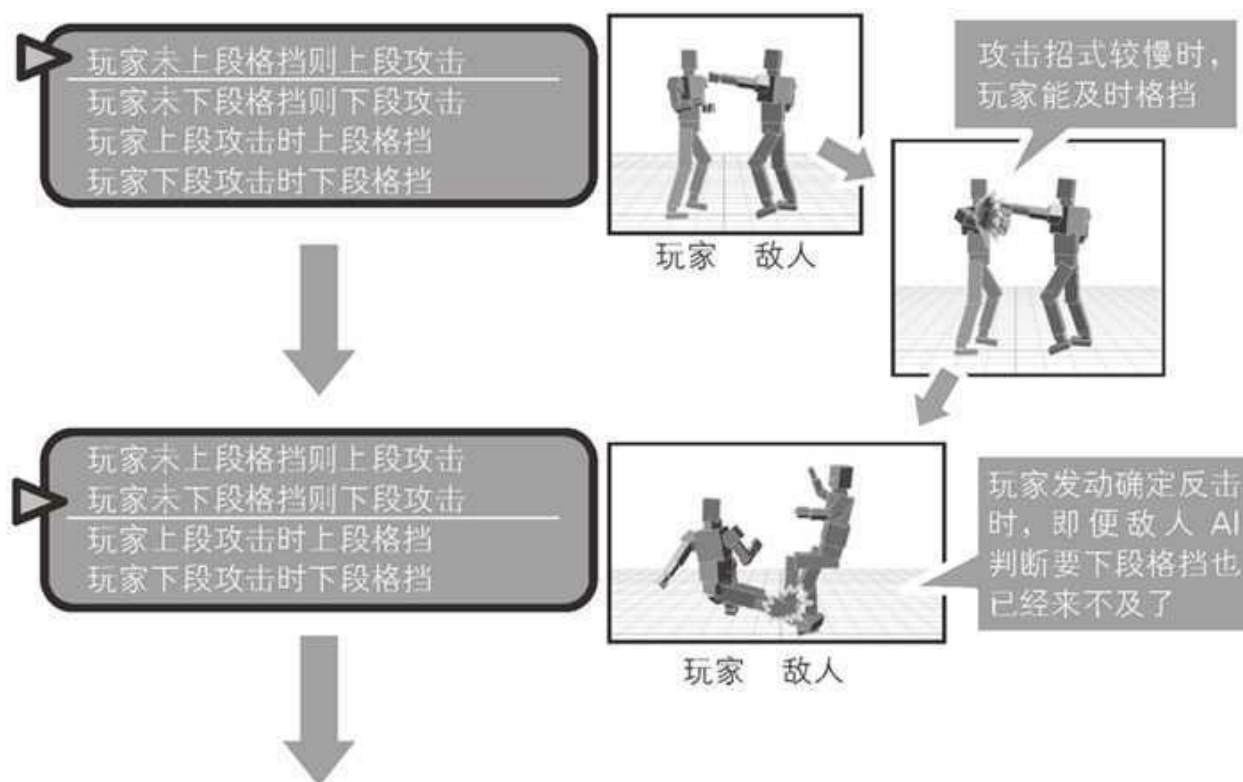 玩家未上段格挡则上段攻击
玩家未下段格挡则下段攻击
玩家上段攻击时上段格挡
玩家下段攻击时下段格挡
玩家 敌人
攻击招式较慢时，
玩家能及时格挡
玩家未上段格挡则上段攻击
玩家未下段格挡则下段攻击
玩家上段攻击时上段格挡
玩家下段攻击时下段格挡
玩家 敌人
玩家发动确定反击
时，即便敌人 AI
判断要下段格挡也
已经来不及了